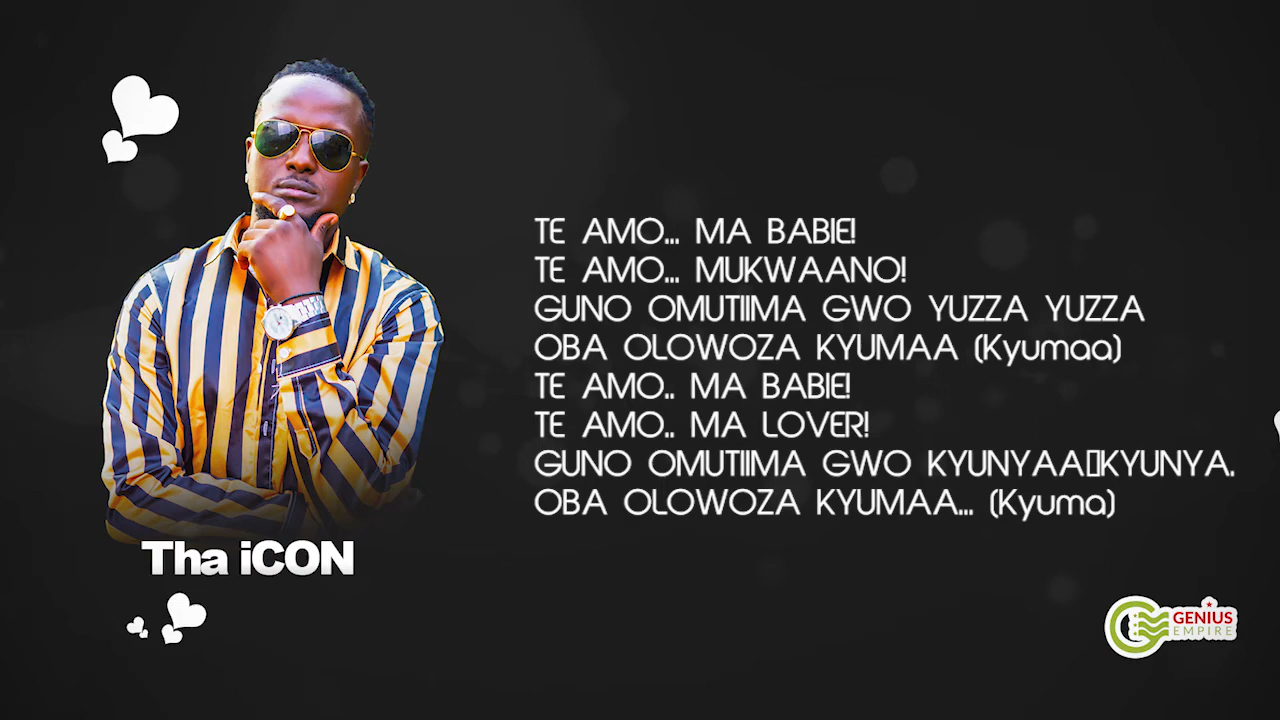 TE AMO... MA BABIE!
TE AMO... MUKWAANO!
GUNO OMUTIIMA GWO YUZZA YUZZA
OBA OLOWOZA KYUMAA (Kyumaa)
TE AMO.. MA BABIE!
TE AMO.. MA LOVER!
GUNO OMUTIIMA GWO KYUNYAA▯KYUNYA.
OBA OLOWOZA KYUMAA... (Kyuma)
Tha iCON
GENIUS
EMPIRE